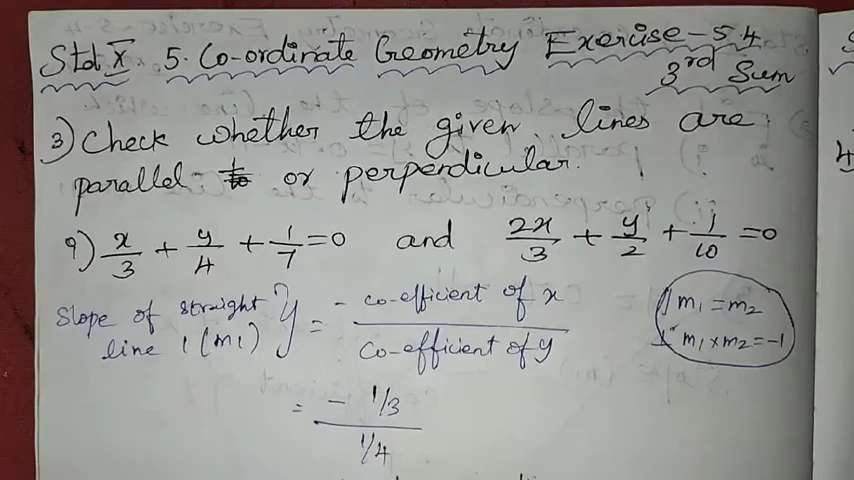 Std X 5. Co-ordinate Geometry Exercise-5.4
3rd Sum
3) Check whether the given lines are
parallel or perpendicular.
9) x/3 + y/4 + 1/7 = 0 and 2x/3 + y/2 + 1/10 = 0
Slope of straight line 1 (m1) } = - co-efficient of x / co-efficient of y
|| m1 = m2
⊥r m1 x m2 = -1
= - 1/3 / 1/4
4